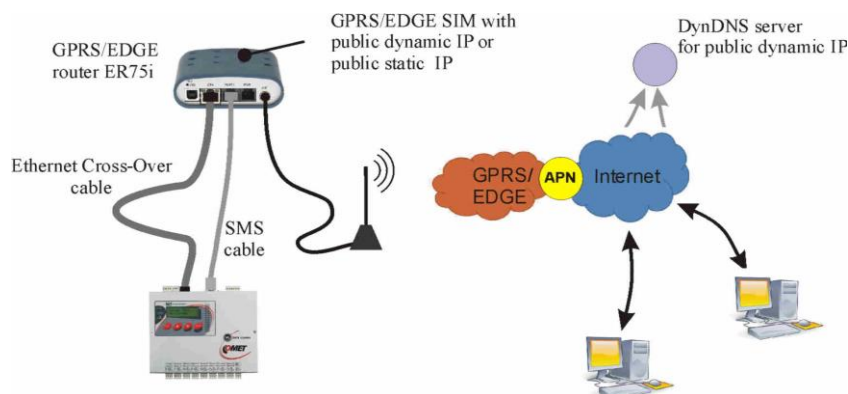 GPRS/EDGE
router ER75i
GPRS/EDGE SIM with
public dynamic IP or
public static IP
DynDNS server
for public dynamic IP
Ethernet Cross-Over
cable
SMS
cable
GPRS/
EDGE
APN
Internet